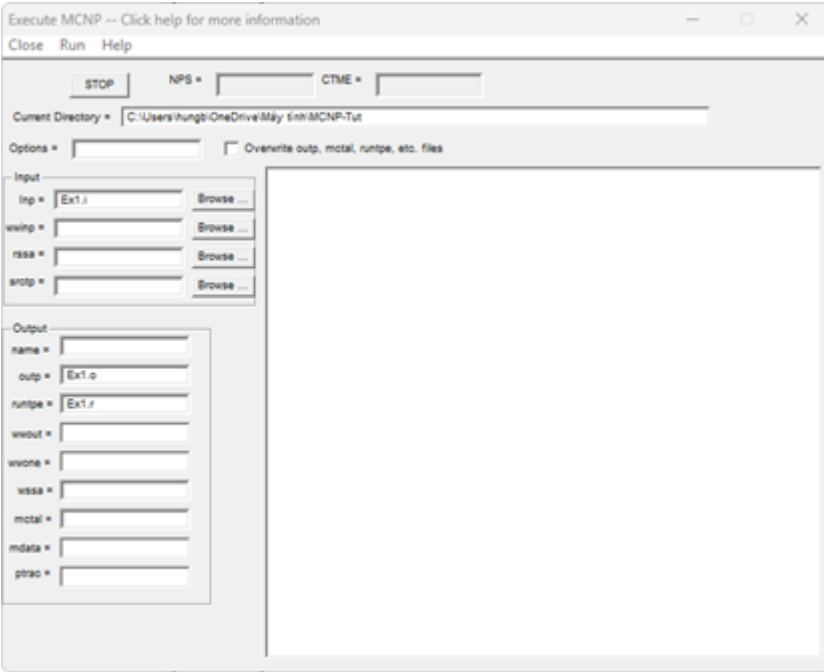 Execute MCNP -- Click help for more information
Close Run Help
STOP NPS = CTME =
Current Directory = C:\Users\hungb\OneDrive\Máy tính\MCNP-Tut
Options = Overwrite outp, mctal, runtpe, etc. files
Input
Inp = Ex1.i Browse ...
wwinp = Browse ...
rssa = Browse ...
srctp = Browse ...
Output
name =
outp = Ex1.o
runtpe = Ex1.r
wwout =
wwone =
wssa =
mctal =
mdata =
ptrac =